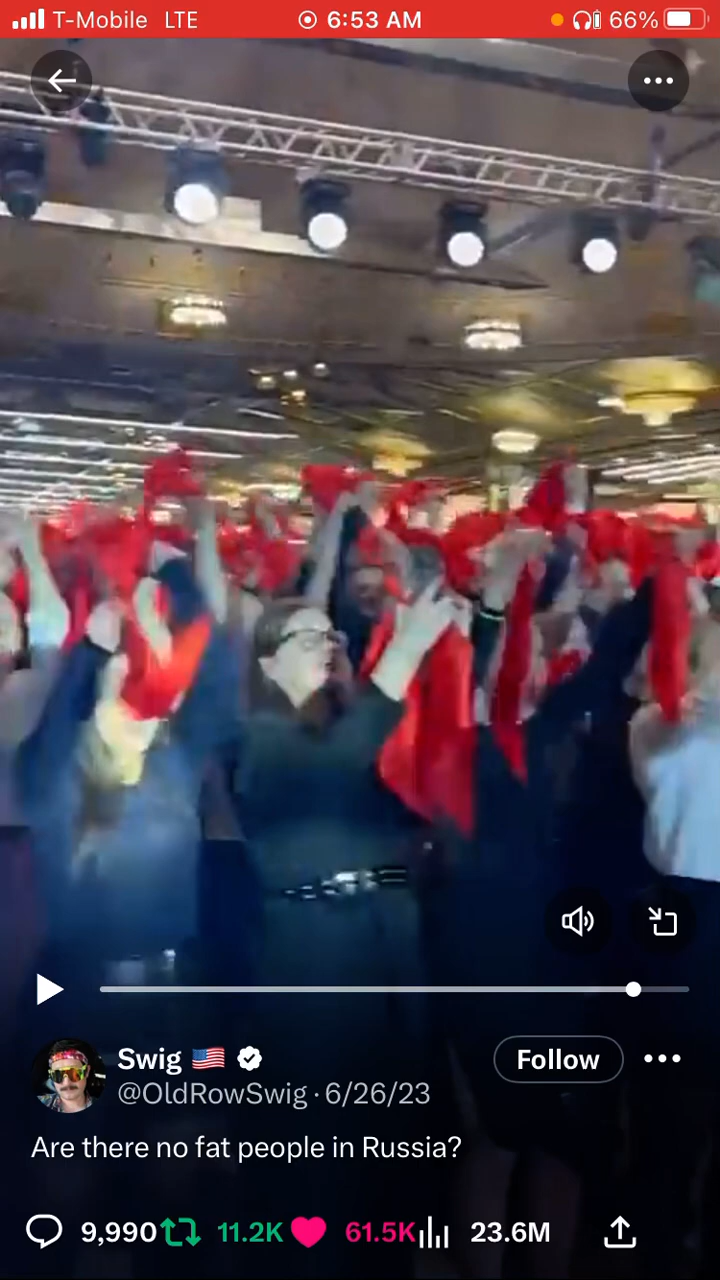 T-Mobile LTE 6:53 AM 66%
Swig 🇺🇸
Follow
@OldRowSwig · 6/26/23
Are there no fat people in Russia?
9,990 11.2K 61.5K 23.6M